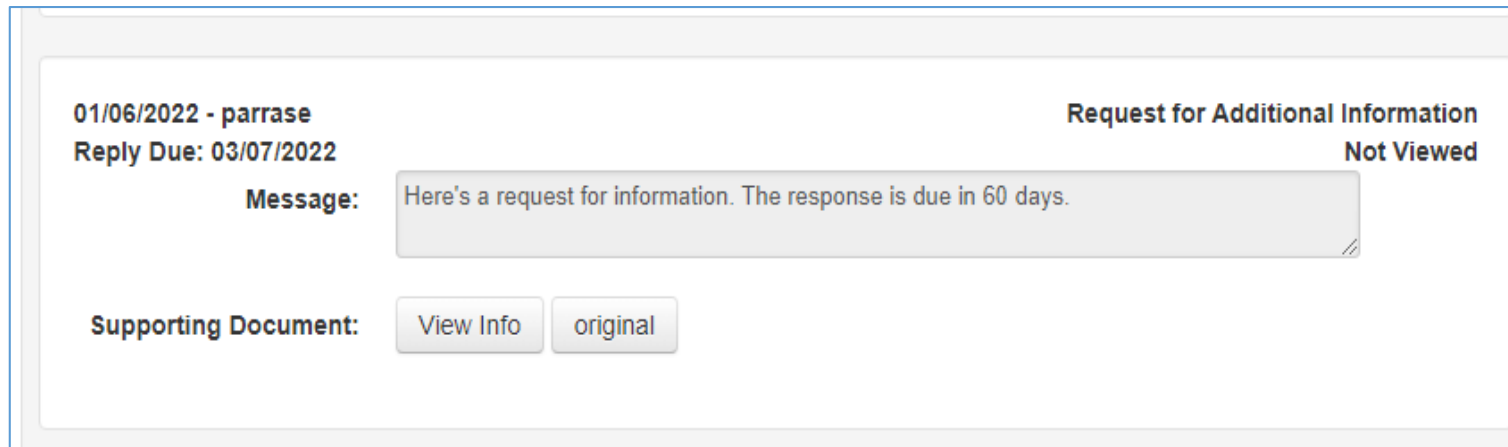 01/06/2022 - parrase
Request for Additional Information
Reply Due: 03/07/2022
Not Viewed
Message:
Here's a request for information. The response is due in 60 days.
Supporting Document:
View Info
original